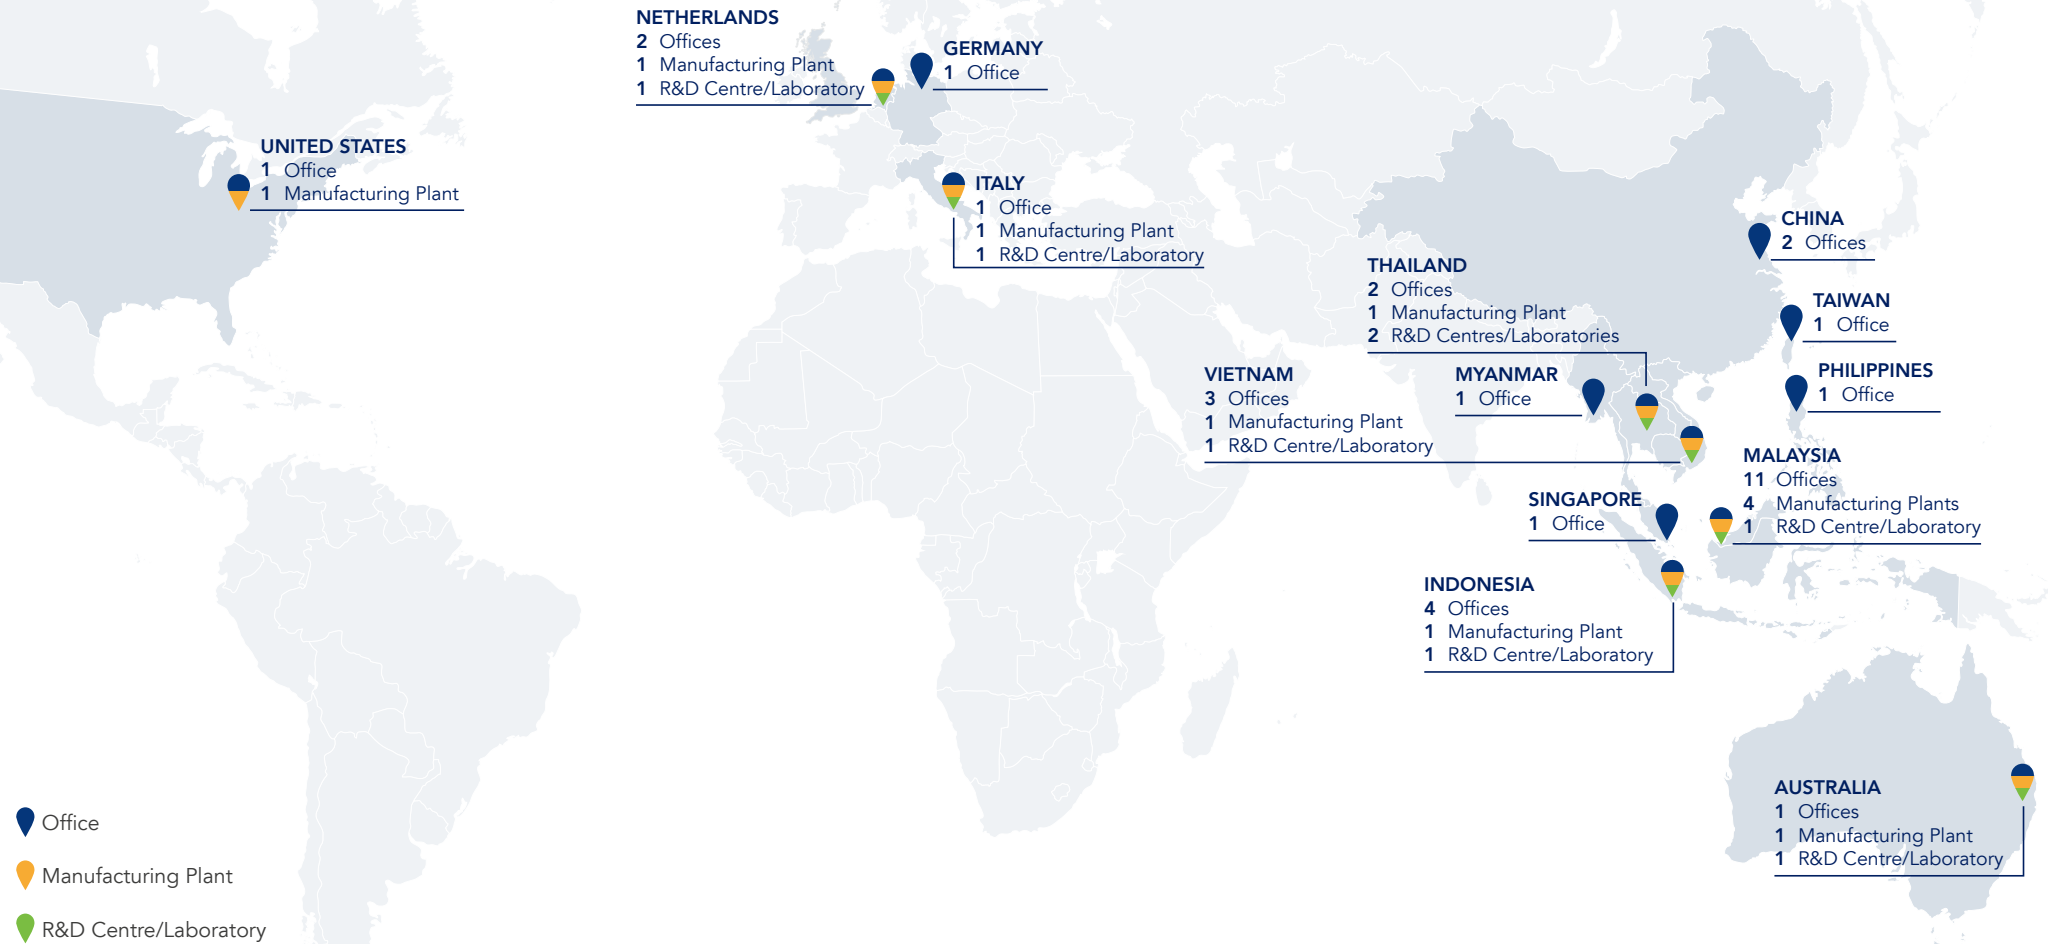 NETHERLANDS
2 Offices
1 Manufacturing Plant
1 R&D Centre/Laboratory
GERMANY
1 Office
UNITED STATES
1 Office
1 Manufacturing Plant
ITALY
1 Office
1 Manufacturing Plant
1 R&D Centre/Laboratory
CHINA
2 Offices
THAILAND
2 Offices
1 Manufacturing Plant
2 R&D Centres/Laboratories
TAIWAN
1 Office
VIETNAM
3 Offices
1 Manufacturing Plant
1 R&D Centre/Laboratory
MYANMAR
1 Office
PHILIPPINES
1 Office
MALAYSIA
11 Offices
4 Manufacturing Plants
1 R&D Centre/Laboratory
SINGAPORE
1 Office
INDONESIA
4 Offices
1 Manufacturing Plant
1 R&D Centre/Laboratory
AUSTRALIA
1 Offices
1 Manufacturing Plant
1 R&D Centre/Laboratory
Office
Manufacturing Plant
R&D Centre/Laboratory